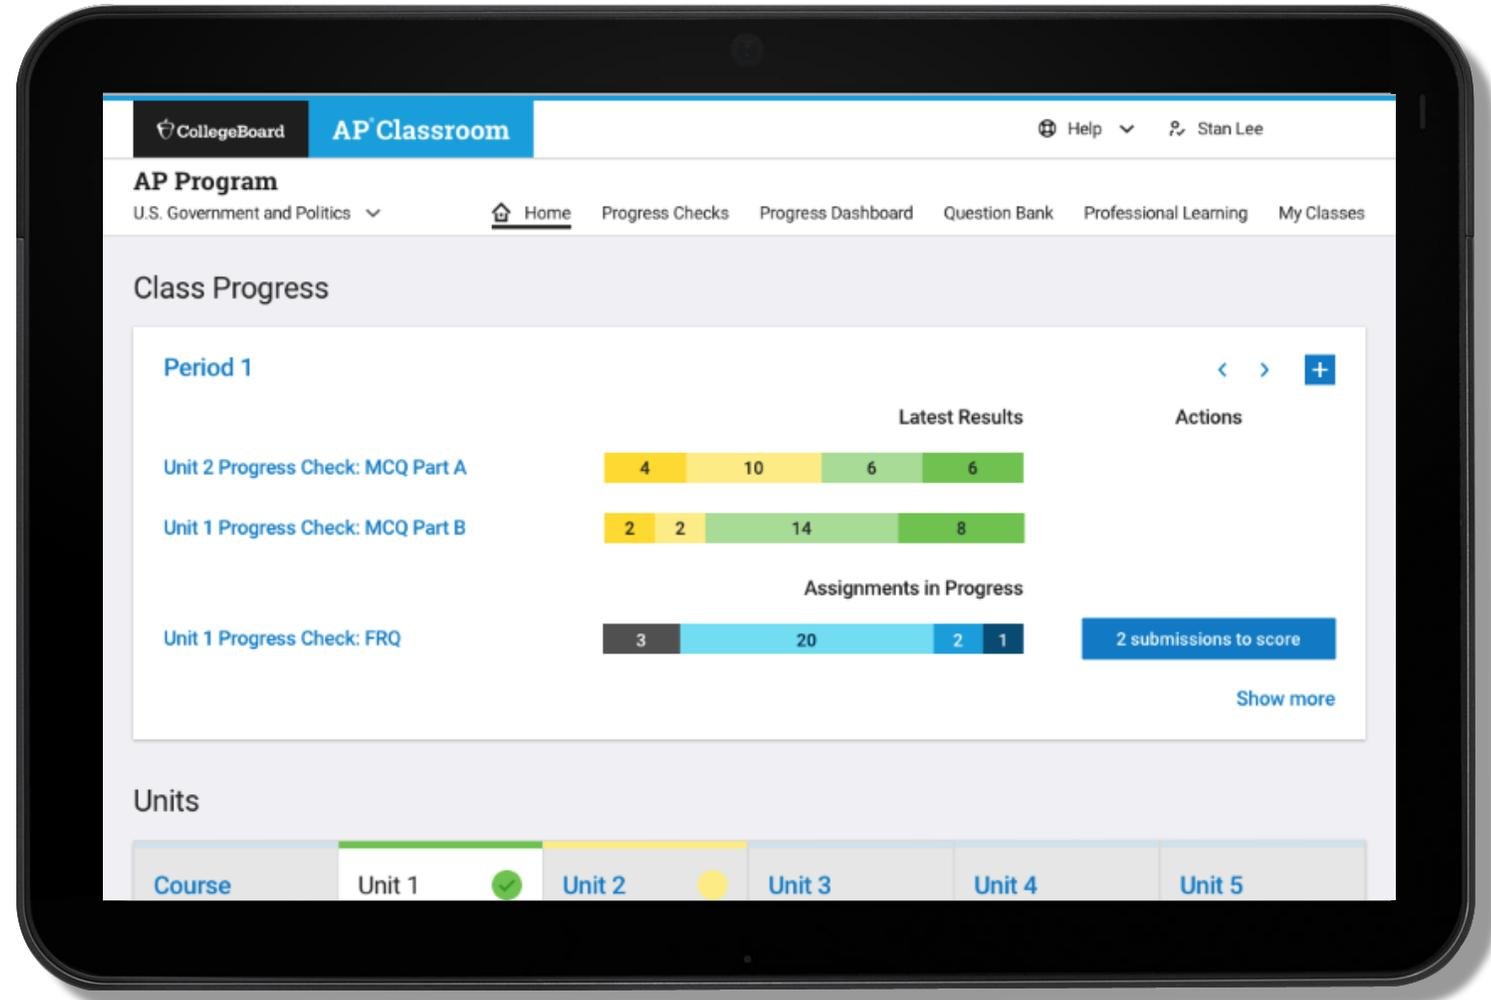 CollegeBoard AP® Classroom Help Stan Lee
AP Program
U.S. Government and Politics Home Progress Checks Progress Dashboard Question Bank Professional Learning My Classes
Class Progress
Period 1
Latest Results Actions
Unit 2 Progress Check: MCQ Part A 4 10 6 6
Unit 1 Progress Check: MCQ Part B 2 2 14 8
Assignments in Progress
Unit 1 Progress Check: FRQ 3 20 2 1 2 submissions to score
Show more
Units
Course Unit 1 Unit 2 Unit 3 Unit 4 Unit 5